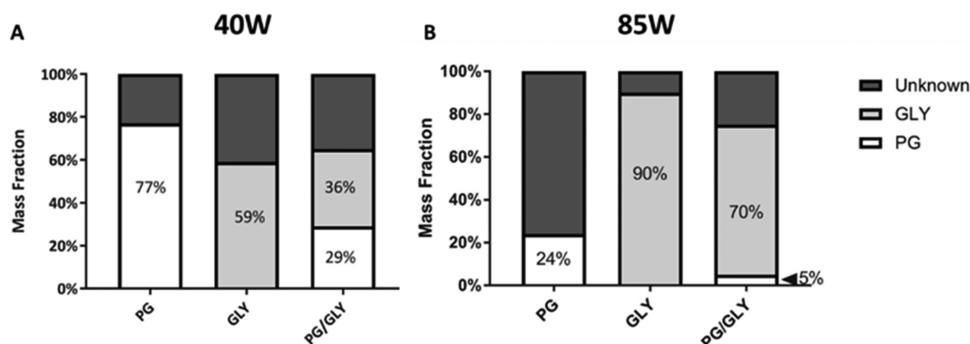 A
40W
Mass Fraction
100%
80%
60%
40%
20%
0%
77%
59%
36%
29%
PG
GLY
PG/GLY
B
85W
Mass Fraction
100%
80%
60%
40%
20%
0%
24%
90%
70%
5%
PG
GLY
PG/GLY
Unknown
GLY
PG